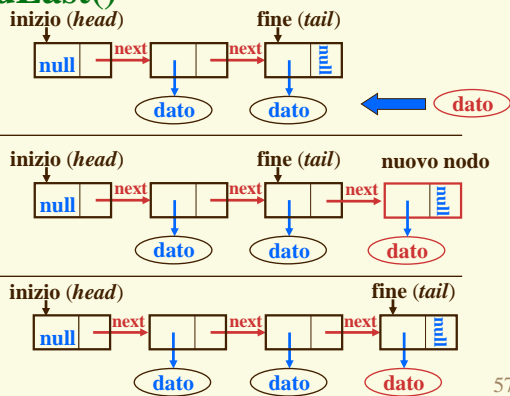 inizio (head) fine (tail)
next next
null null
dato dato dato
inizio (head) fine (tail) nuovo nodo
next next next
null null
dato dato dato
inizio (head) fine (tail)
next next next
null null
dato dato dato
57